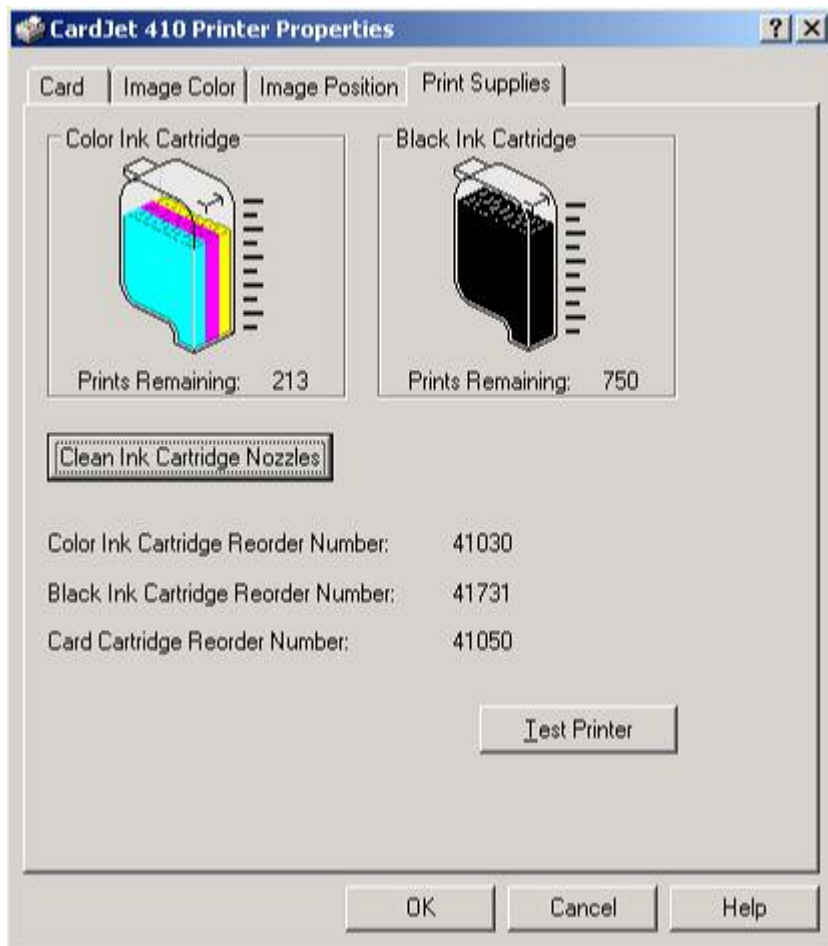 CardJet 410 Printer Properties
Card Image Color Image Position Print Supplies
Color Ink Cartridge
Prints Remaining: 213
Black Ink Cartridge
Prints Remaining: 750
Clean Ink Cartridge Nozzles
Color Ink Cartridge Reorder Number: 41030
Black Ink Cartridge Reorder Number: 41731
Card Cartridge Reorder Number: 41050
Test Printer
OK Cancel Help